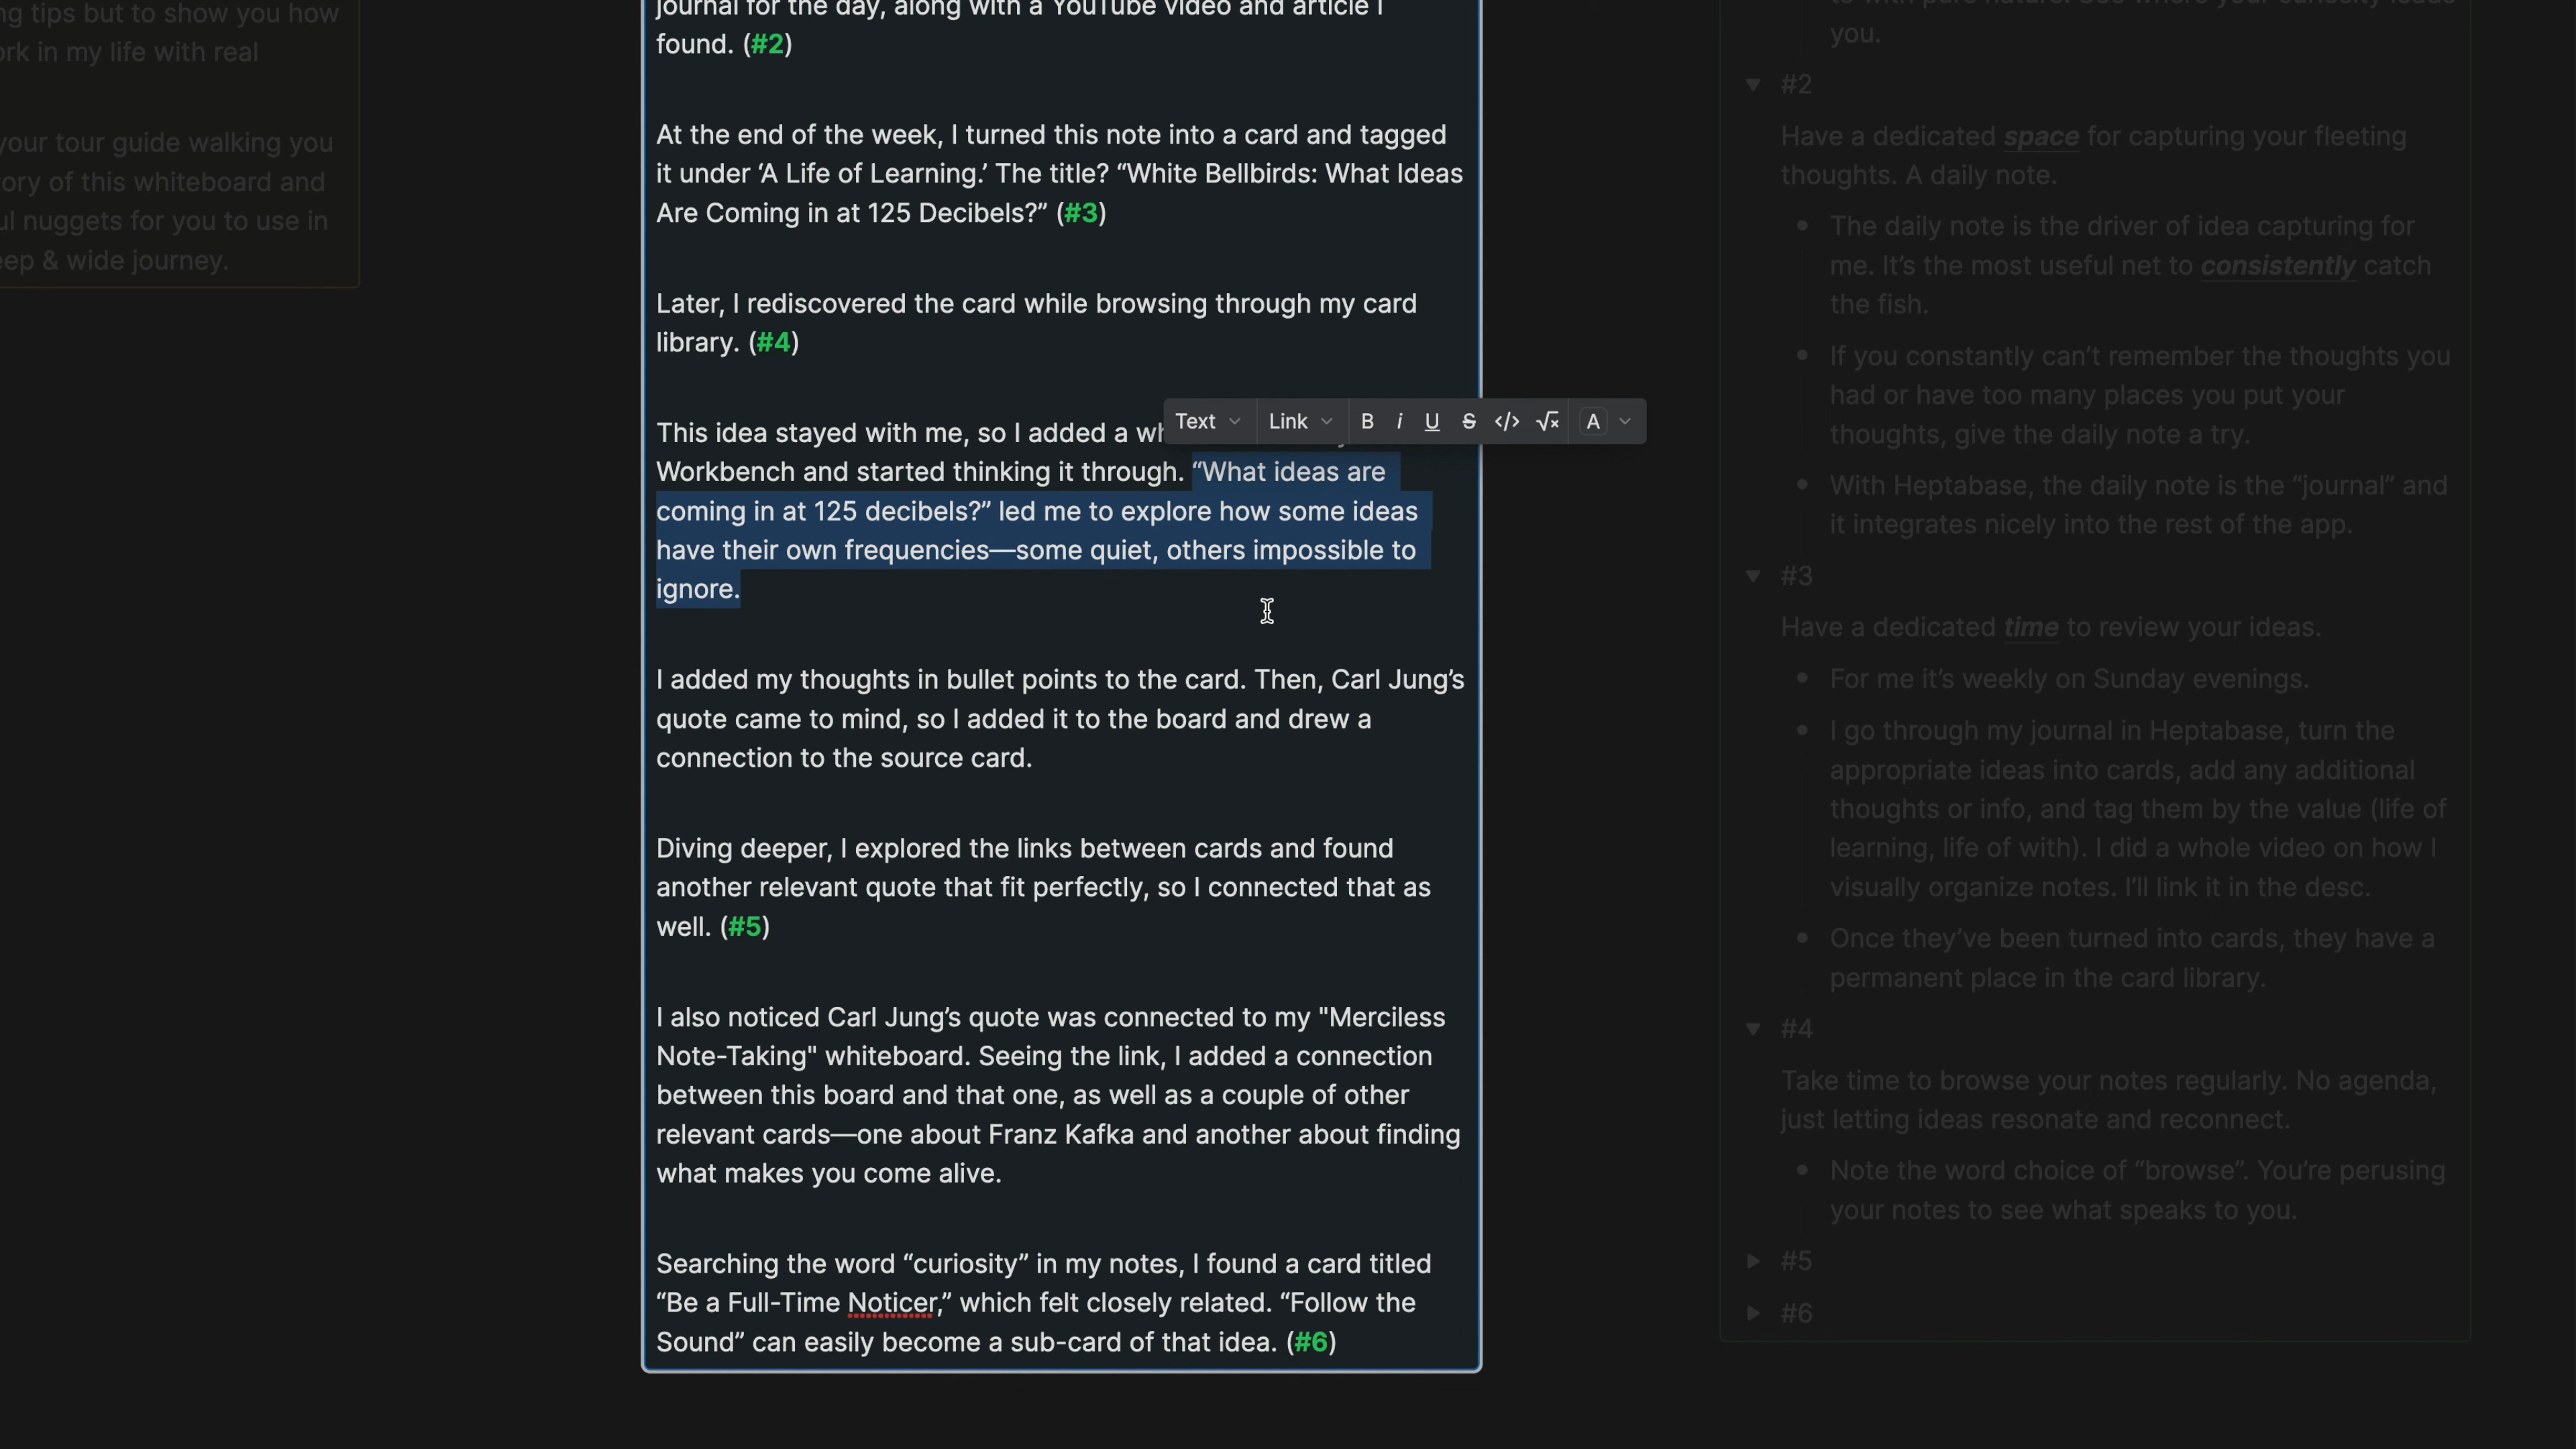 ng tips but to show you how
ork in my life with real
your tour guide walking you
ory of this whiteboard and
ul nuggets for you to use in
eep & wide journey.
journal for the day, along with a YouTube video and article I
found. (#2)
At the end of the week, I turned this note into a card and tagged
it under ‘A Life of Learning.’ The title? “White Bellbirds: What Ideas
Are Coming in at 125 Decibels?” (#3)
Later, I rediscovered the card while browsing through my card
library. (#4)
Text Link B i U S </> √x A
This idea stayed with me, so I added a wh
Workbench and started thinking it through. “What ideas are
coming in at 125 decibels?” led me to explore how some ideas
have their own frequencies—some quiet, others impossible to
ignore.
I added my thoughts in bullet points to the card. Then, Carl Jung’s
quote came to mind, so I added it to the board and drew a
connection to the source card.
Diving deeper, I explored the links between cards and found
another relevant quote that fit perfectly, so I connected that as
well. (#5)
I also noticed Carl Jung’s quote was connected to my "Merciless
Note-Taking" whiteboard. Seeing the link, I added a connection
between this board and that one, as well as a couple of other
relevant cards—one about Franz Kafka and another about finding
what makes you come alive.
Searching the word “curiosity” in my notes, I found a card titled
“Be a Full-Time Noticer,” which felt closely related. “Follow the
Sound” can easily become a sub-card of that idea. (#6)
you.
#2
Have a dedicated space for capturing your fleeting
thoughts. A daily note.
• The daily note is the driver of idea capturing for
me. It’s the most useful net to consistently catch
the fish.
• If you constantly can’t remember the thoughts you
had or have too many places you put your
thoughts, give the daily note a try.
• With Heptabase, the daily note is the “journal” and
it integrates nicely into the rest of the app.
#3
Have a dedicated time to review your ideas.
• For me it’s weekly on Sunday evenings.
• I go through my journal in Heptabase, turn the
appropriate ideas into cards, add any additional
thoughts or info, and tag them by the value (life of
learning, life of with). I did a whole video on how I
visually organize notes. I’ll link it in the desc.
• Once they’ve been turned into cards, they have a
permanent place in the card library.
#4
Take time to browse your notes regularly. No agenda,
just letting ideas resonate and reconnect.
• Note the word choice of “browse”. You’re perusing
your notes to see what speaks to you.
#5
#6